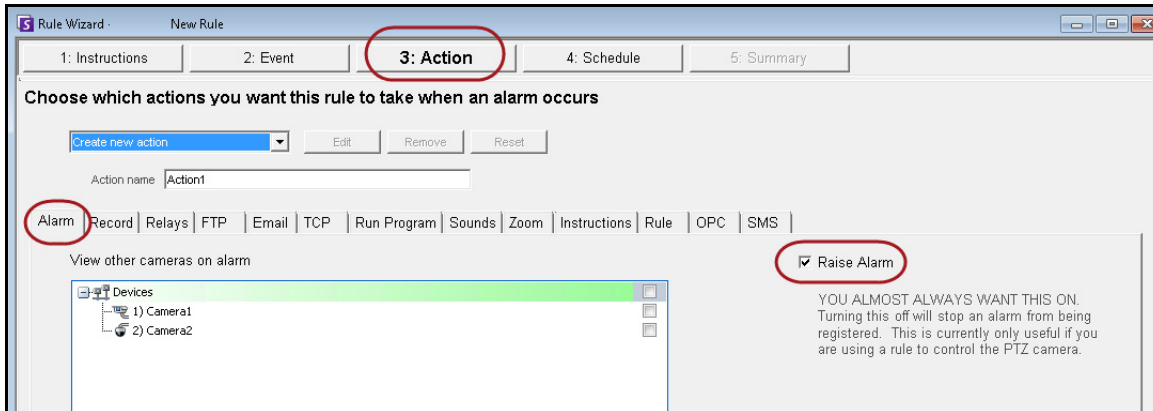 Rule Wizard - New Rule
1: Instructions 2: Event 3: Action 4: Schedule 5: Summary
Choose which actions you want this rule to take when an alarm occurs
Create new action Edit Remove Reset
Action name Action1
Alarm Record Relays FTP Email TCP Run Program Sounds Zoom Instructions Rule OPC SMS
View other cameras on alarm
Raise Alarm
Devices
1) Camera1
2) Camera2
YOU ALMOST ALWAYS WANT THIS ON.
Turning this off will stop an alarm from being
registered. This is currently only useful if you
are using a rule to control the PTZ camera.